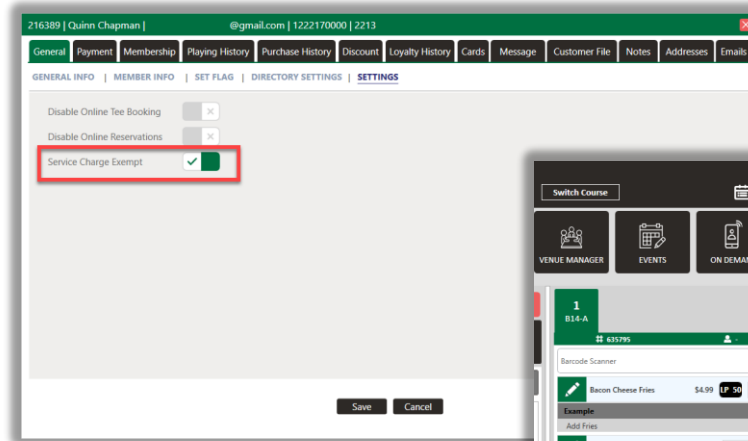 216389 | Quinn Chapman | @gmail.com | 1222170000 | 2213
General Payment Membership Playing History Purchase History Discount Loyalty History Cards Message Customer File Notes Addresses Emails
GENERAL INFO | MEMBER INFO | SET FLAG | DIRECTORY SETTINGS | SETTINGS
Disable Online Tee Booking
Disable Online Reservations
Service Charge Exempt
Save Cancel
Switch Course
VENUE MANAGER EVENTS ON DEMAN
1
B14-A
# 635795 -
Barcode Scanner
Bacon Cheese Fries $4.99 LP 50
Example
Add Fries